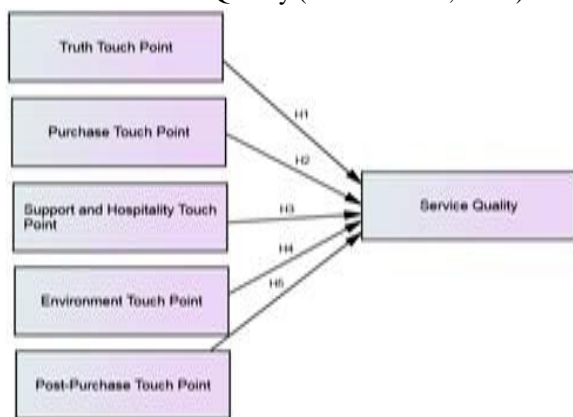 Truth Touch Point
H1
Purchase Touch Point
H2
Support and Hospitality Touch
Point
H3
Service Quality
H4
Environment Touch Point
H5
Post-Purchase Touch Point